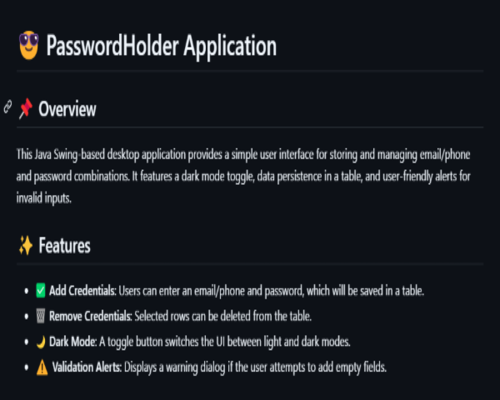 😎 PasswordHolder Application
📌 Overview
This Java Swing-based desktop application provides a simple user interface for storing and managing email/phone
and password combinations. It features a dark mode toggle, data persistence in a table, and user-friendly alerts for
invalid inputs.
✨ Features
• ✅ Add Credentials: Users can enter an email/phone and password, which will be saved in a table.
• 🗑️ Remove Credentials: Selected rows can be deleted from the table.
• 🌙 Dark Mode: A toggle button switches the UI between light and dark modes.
• ⚠️ Validation Alerts: Displays a warning dialog if the user attempts to add empty fields.